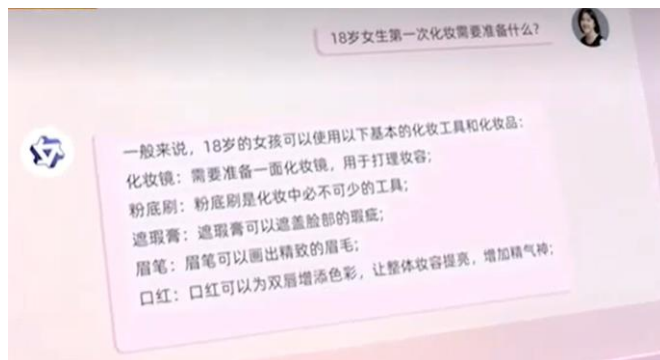 18岁女生第一次化妆需要准备什么?
一般来说，18岁的女孩可以使用以下基本的化妆工具和化妆品：
化妆镜：需要准备一面化妆镜，用于打理妆容；
粉底刷：粉底刷是化妆中必不可少的工具；
遮瑕膏：遮瑕膏可以遮盖脸部的瑕疵；
眉笔：眉笔可以画出精致的眉毛；
口红：口红可以为双唇增添色彩，让整体妆容提亮，增加精气神；